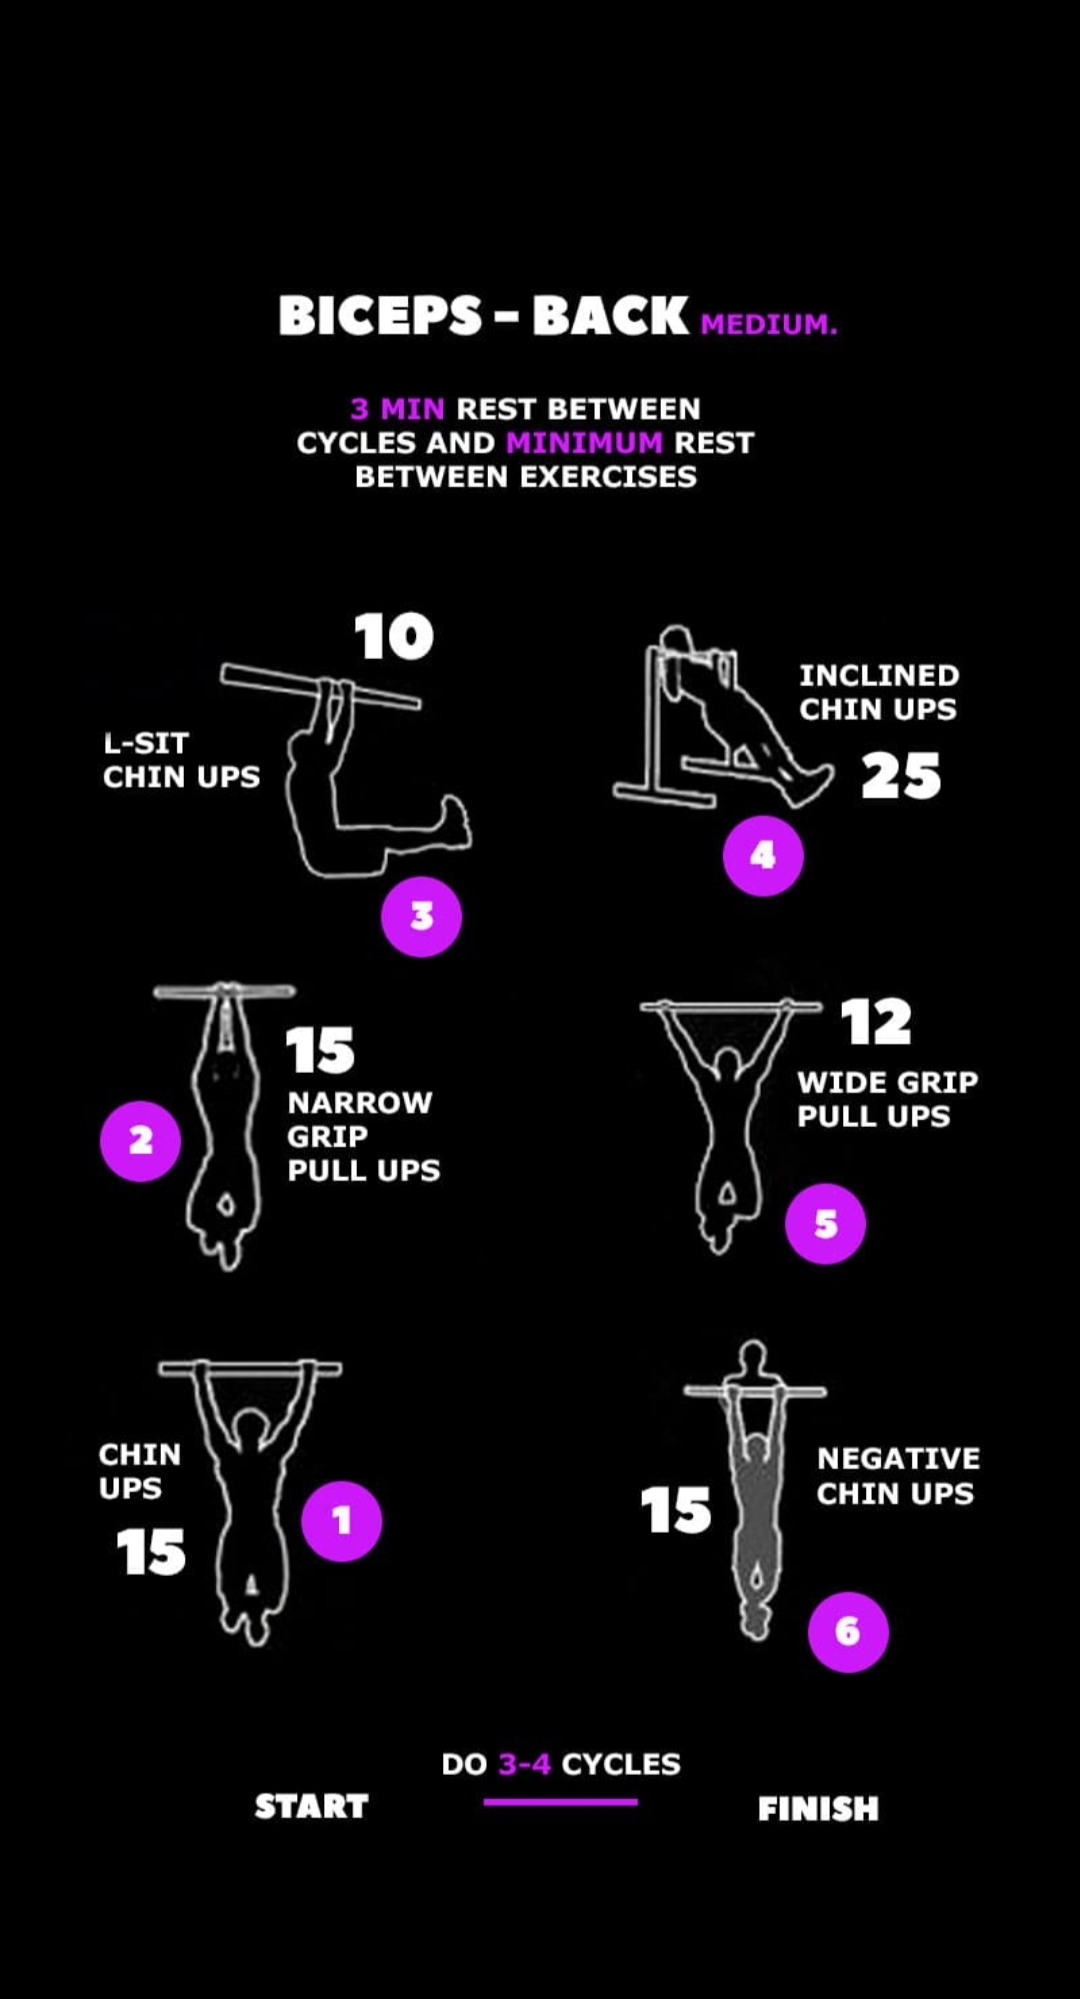 BICEPS - BACK MEDIUM.
3 MIN REST BETWEEN
CYCLES AND MINIMUM REST
BETWEEN EXERCISES
10
L-SIT
CHIN UPS
3
INCLINED
CHIN UPS
25
4
15
NARROW
GRIP
PULL UPS
2
12
WIDE GRIP
PULL UPS
5
CHIN
UPS
15
1
NEGATIVE
CHIN UPS
15
6
DO 3-4 CYCLES
START
FINISH